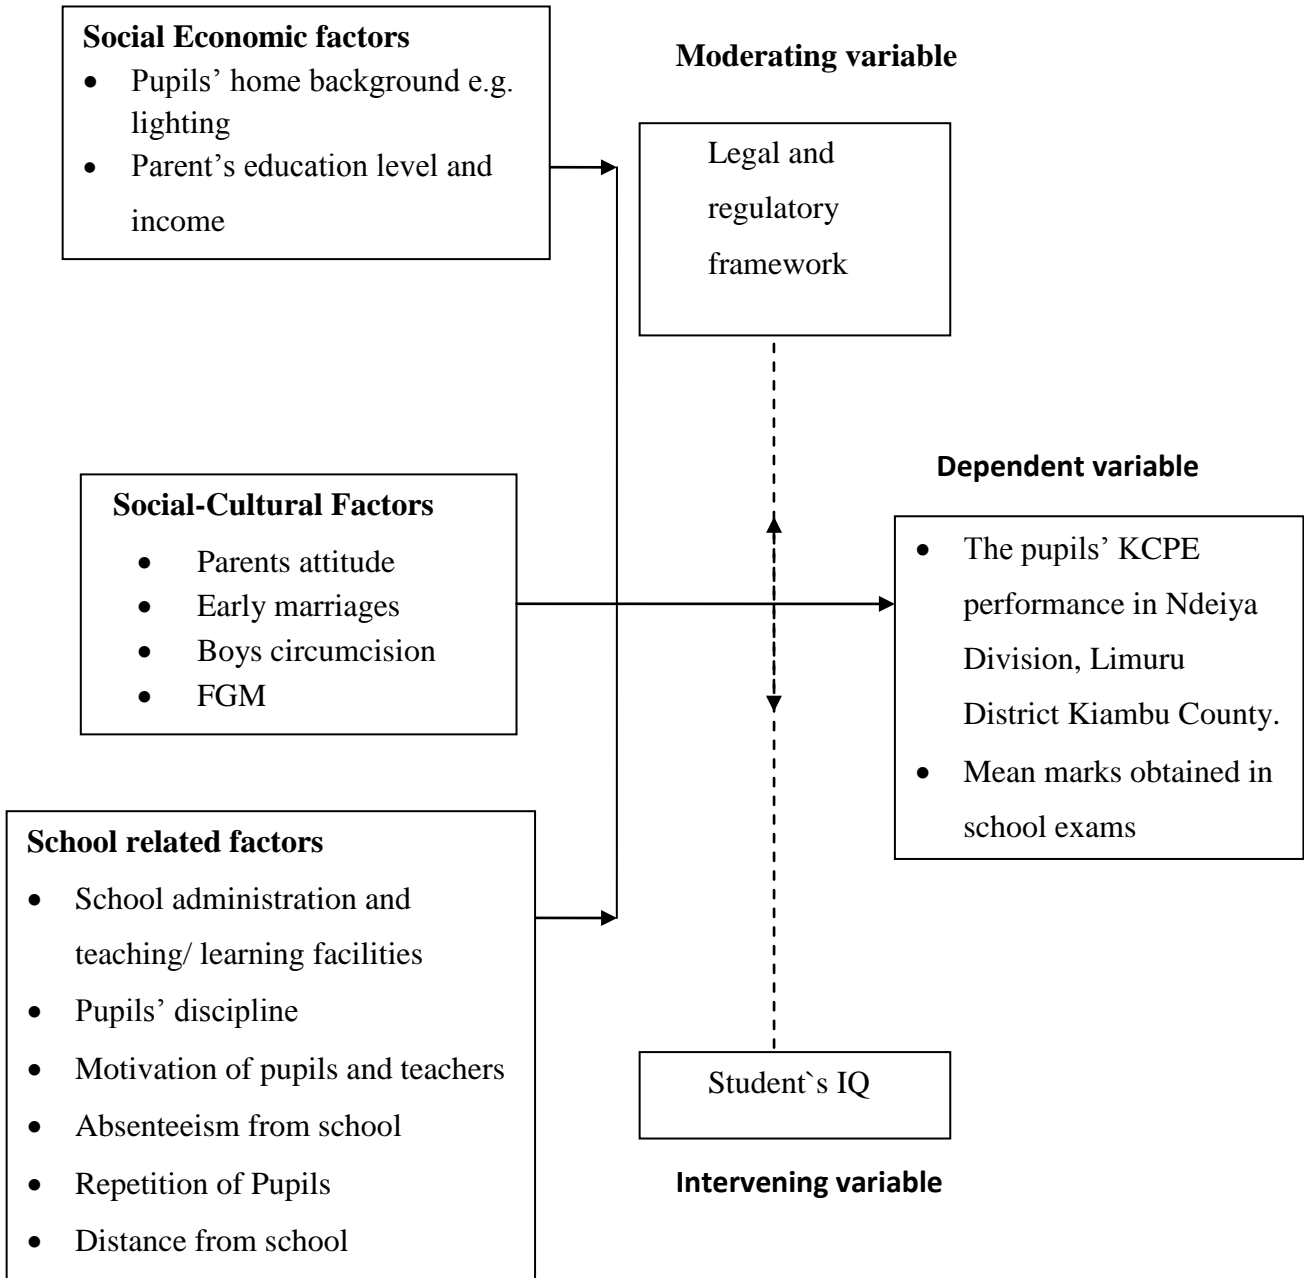 Social Economic factors
• Pupils’ home background e.g.
lighting
• Parent’s education level and
income
Moderating variable
Legal and
regulatory
framework
Social-Cultural Factors
• Parents attitude
• Early marriages
• Boys circumcision
• FGM
Dependent variable
• The pupils’ KCPE
performance in Ndeiya
Division, Limuru
District Kiambu County.
• Mean marks obtained in
school exams
School related factors
• School administration and
teaching/ learning facilities
• Pupils’ discipline
• Motivation of pupils and teachers
• Absenteeism from school
• Repetition of Pupils
• Distance from school
Student`s IQ
Intervening variable